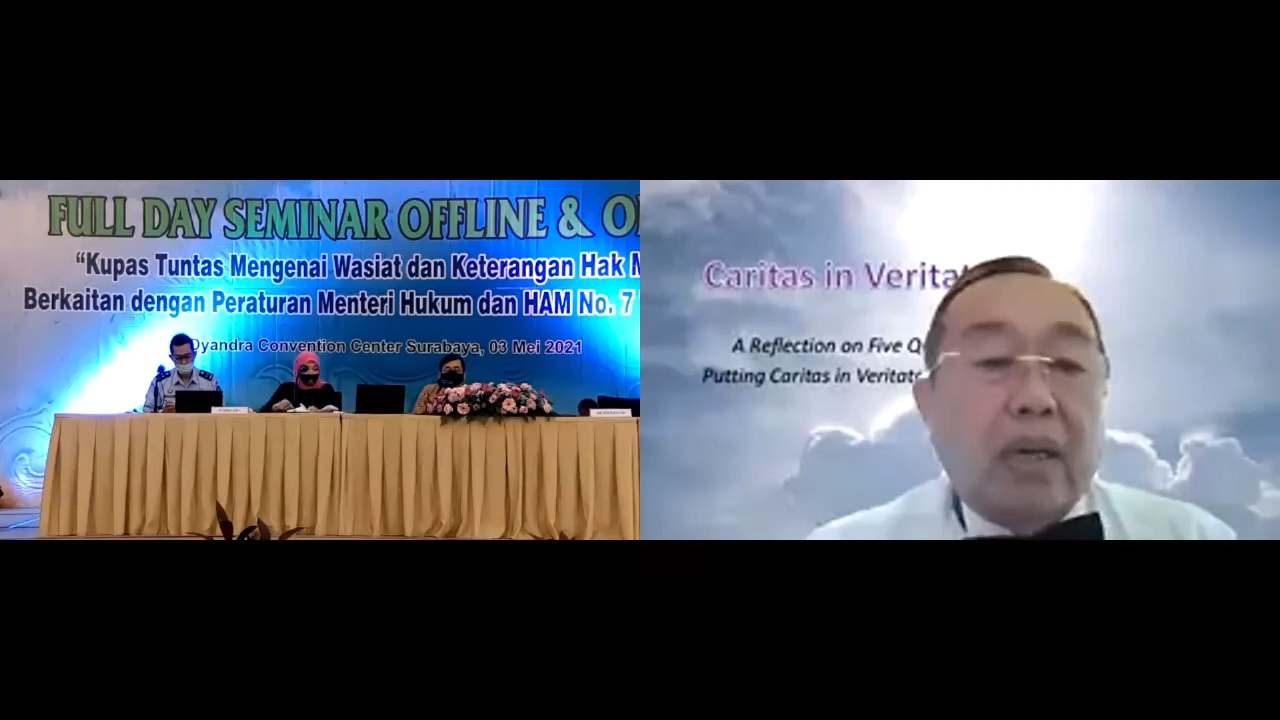 FULL DAY SEMINAR OFFLINE & O
“Kupas Tuntas Mengenai Wasiat dan Keterangan Hak M
Berkaitan dengan Peraturan Menteri Hukum dan HAM No. 7
Dyandra Convention Center Surabaya, 03 Mei 2021
Caritas in Veritat
A Reflection on Five Q
Putting Caritas in Veritate